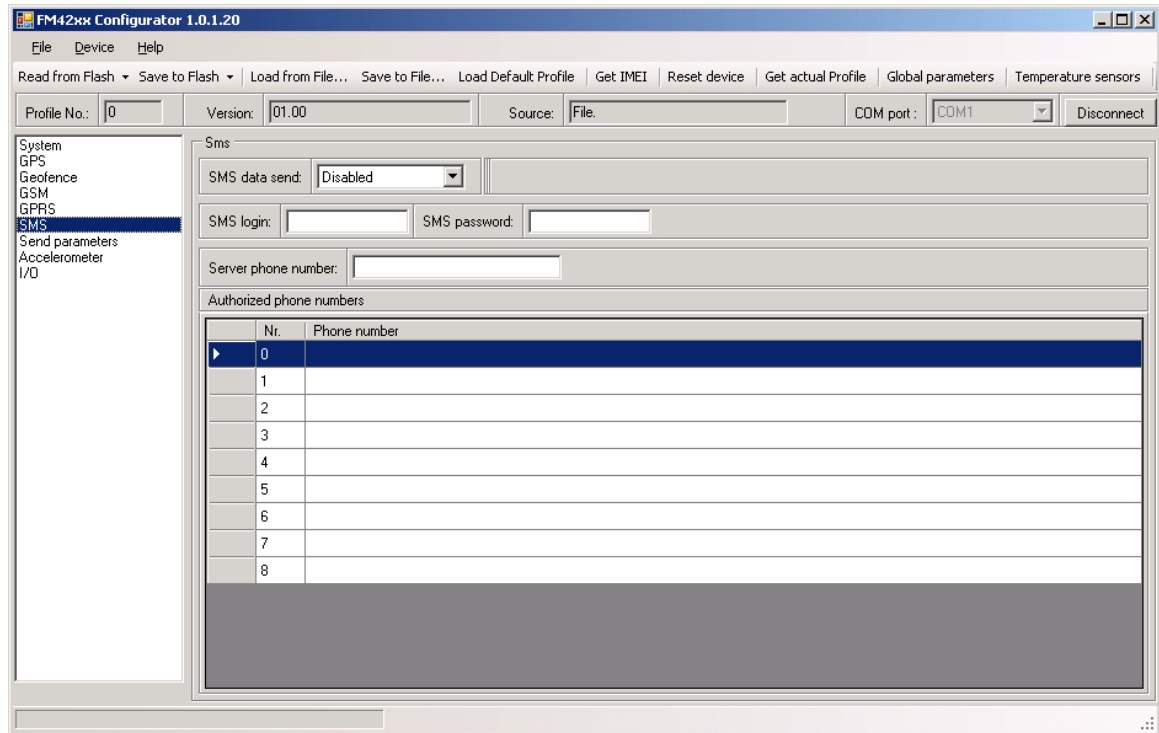 FM42xx Configurator 1.0.1.20
File Device Help
Read from Flash Save to Flash Load from File... Save to File... Load Default Profile Get IMEI Reset device Get actual Profile Global parameters Temperature sensors
Profile No.: 0 Version: 01.00 Source: File. COM port : COM1 Disconnect
System
GPS
Geofence
GSM
GPRS
SMS
Send parameters
Accelerometer
I/O
Sms
SMS data send: Disabled
SMS login: SMS password:
Server phone number:
Authorized phone numbers
Nr. Phone number
0
1
2
3
4
5
6
7
8